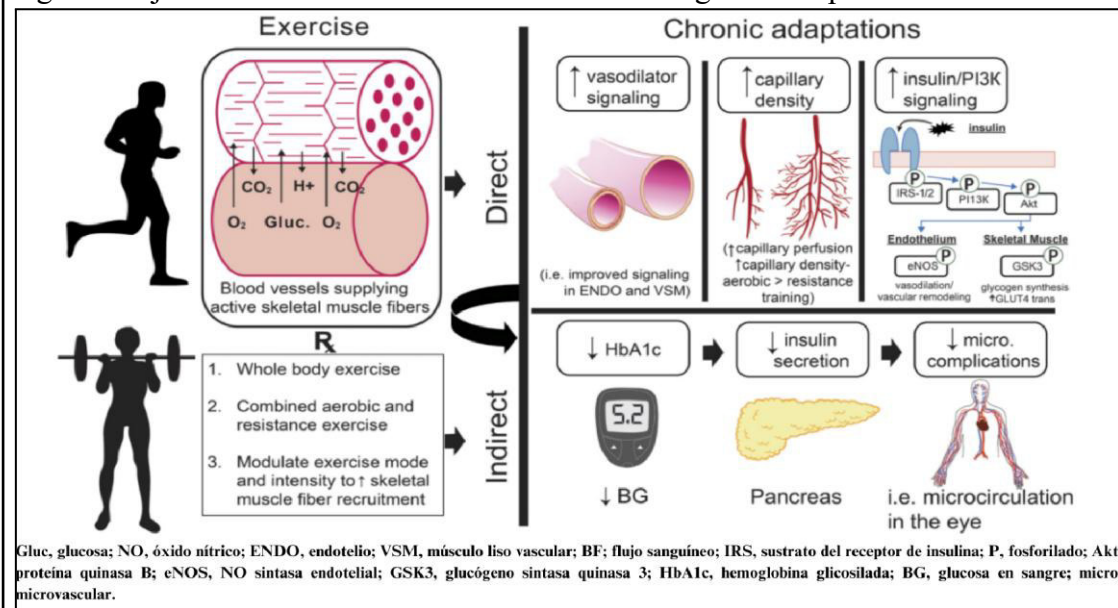 Exercise
CO₂ H+ CO₂
O₂ Gluc. O₂
Blood vessels supplying
active skeletal muscle fibers
Rx
1. Whole body exercise
2. Combined aerobic and
resistance exercise
3. Modulate exercise mode
and intensity to ↑ skeletal
muscle fiber recruitment
Direct
Indirect
Chronic adaptations
↑ vasodilator
signaling
(i.e. improved signaling
in ENDO and VSM)
↑ capillary
density
(↑capillary perfusion
↑capillary density-
aerobic > resistance
training)
↑ insulin/PI3K
signaling
insulin
P
IRS-1/2
P
PI13K
P
Akt
Endothelium
eNOS
P
vasodilation/
vascular remodeling
Skeletal Muscle
GSK3
P
glycogen synthesis
↑GLUT4 trans
↓ HbA1c
5.2
↓ BG
↓ insulin
secretion
Pancreas
↓ micro.
complications
i.e. microcirculation
in the eye
Gluc, glucosa; NO, óxido nítrico; ENDO, endotelio; VSM, músculo liso vascular; BF; flujo sanguíneo; IRS, sustrato del receptor de insulina; P, fosforilado; Akt
proteína quinasa B; eNOS, NO sintasa endotelial; GSK3, glucógeno sintasa quinasa 3; HbA1c, hemoglobina glicosilada; BG, glucosa en sangre; micro
microvascular.